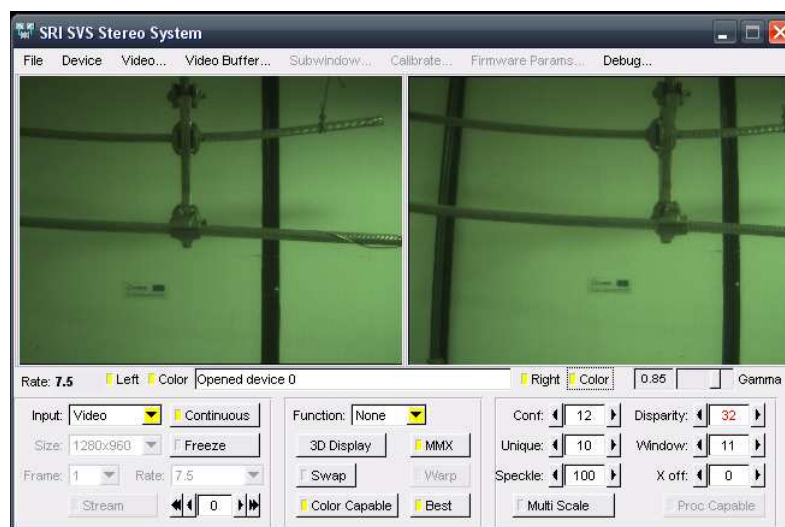 SRI SVS Stereo System
File Device Video... Video Buffer... Subwindow... Calibrate... Firmware Params... Debug...
Rate: 7.5 Left Color Opened device 0 Right Color 0.85 Gamma
Input: Video Continuous Function: None Conf: 12 Disparity: 32
Size: 1280x960 Freeze 3D Display MMX Unique: 10 Window: 11
Frame: 1 Rate: 7.5 Swap Warp Speckle: 100 X off: 0
Stream 0 Color Capable Best Multi Scale Proc Capable